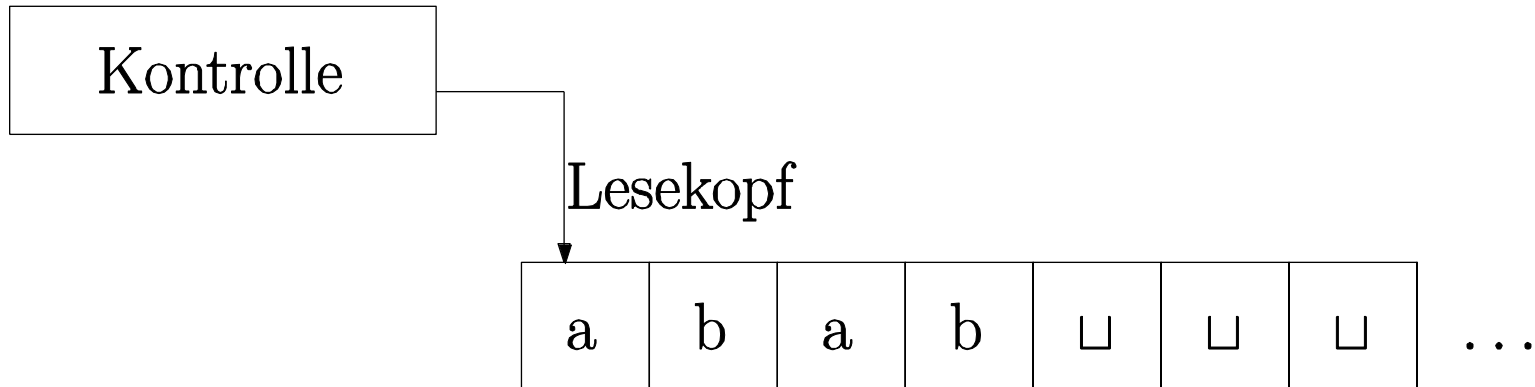 Kontrolle
Lesekopf
a b a b ⊔ ⊔ ⊔ ...